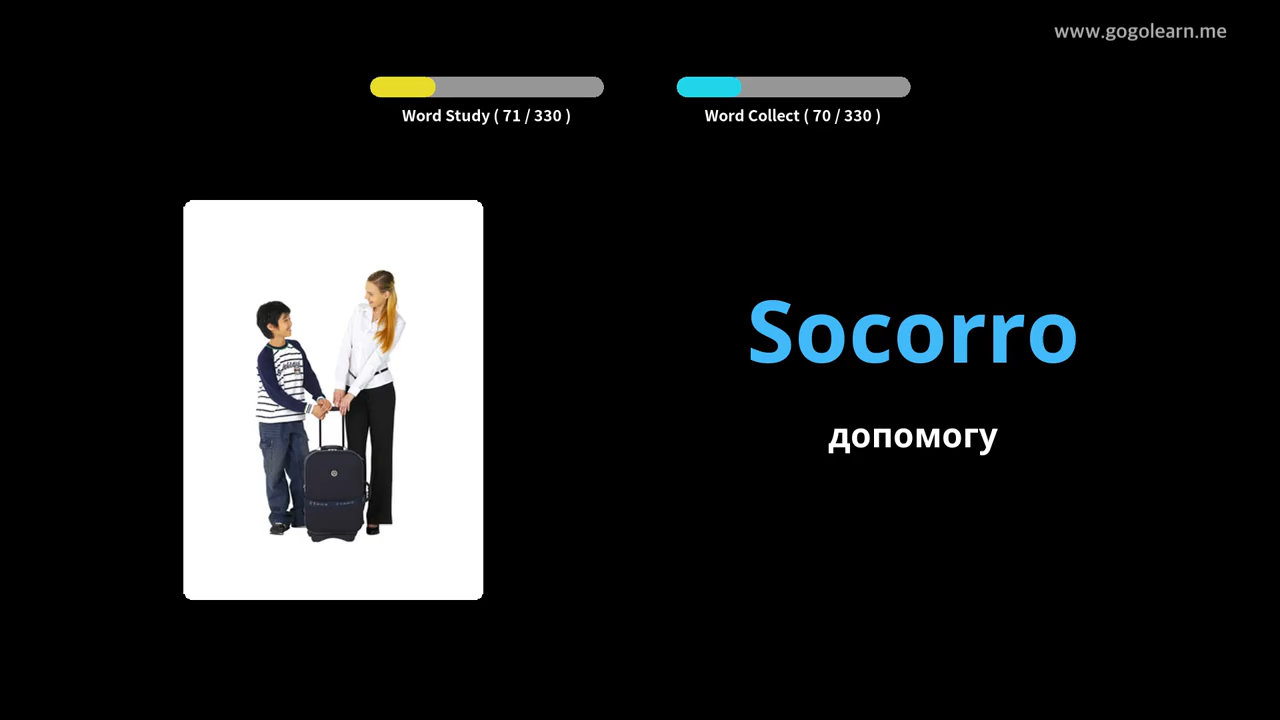 www.gogolearn.me
Word Study ( 71 / 330 )
Word Collect ( 70 / 330 )
Socorro
допомогу